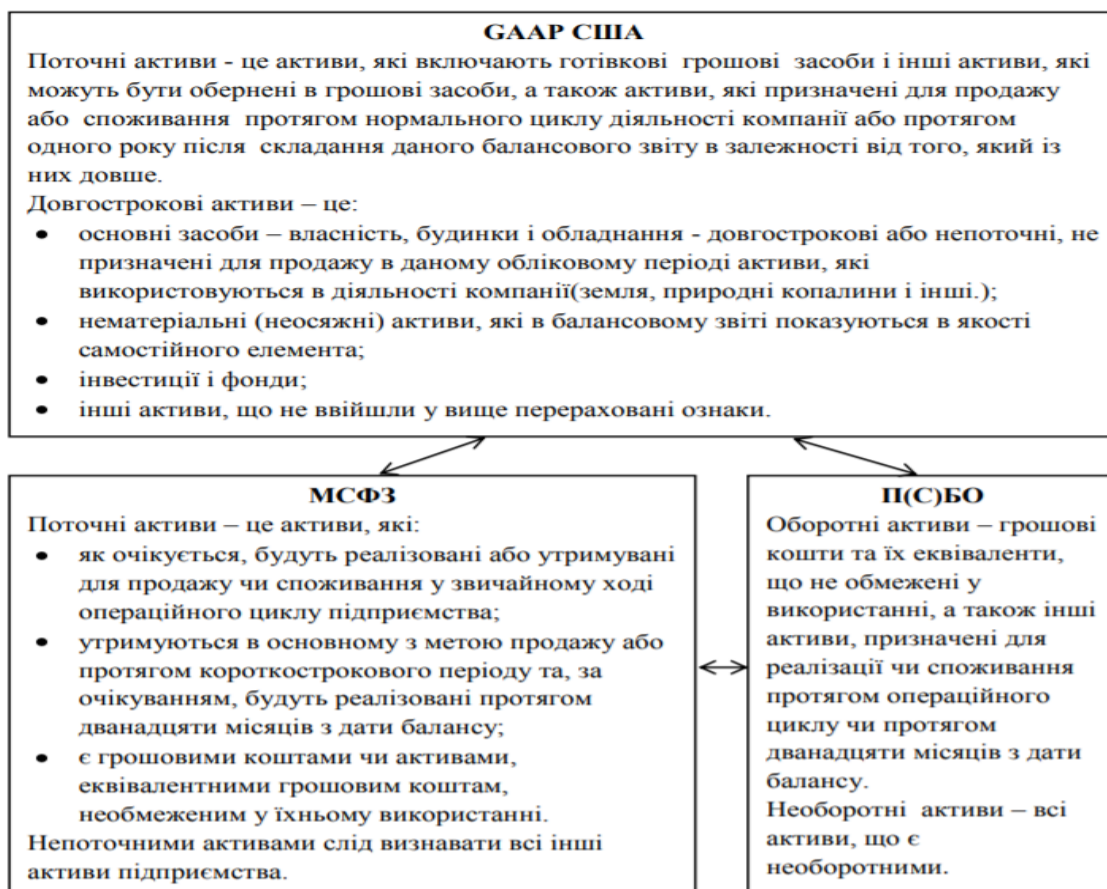 GAAP США
Поточні активи - це активи, які включають готівкові грошові засоби і інші активи, які
можуть бути обернені в грошові засоби, а також активи, які призначені для продажу
або споживання протягом нормального циклу діяльності компанії або протягом
одного року після складання даного балансового звіту в залежності від того, який із
них довше.
Довгострокові активи – це:
● основні засоби – власність, будинки і обладнання - довгострокові або непоточні, не
призначені для продажу в даному обліковому періоді активи, які
використовуються в діяльності компанії(земля, природні копалини і інші.);
● нематеріальні (неосяжні) активи, які в балансовому звіті показуються в якості
самостійного елемента;
● інвестиції і фонди;
● інші активи, що не ввійшли у вище перераховані ознаки.
МСФЗ
Поточні активи – це активи, які:
● як очікується, будуть реалізовані або утримувані
для продажу чи споживання у звичайному ході
операційного циклу підприємства;
● утримуються в основному з метою продажу або
протягом короткострокового періоду та, за
очікуванням, будуть реалізовані протягом
дванадцяти місяців з дати балансу;
● є грошовими коштами чи активами,
еквівалентними грошовим коштам,
необмеженим у їхньому використанні.
Непоточними активами слід визнавати всі інші
активи підприємства.
П(С)БО
Оборотні активи – грошові
кошти та їх еквіваленти,
що не обмежені у
використанні, а також інші
активи, призначені для
реалізації чи споживання
протягом операційного
циклу чи протягом
дванадцяти місяців з дати
балансу.
Необоротні активи – всі
активи, що є
необоротними.